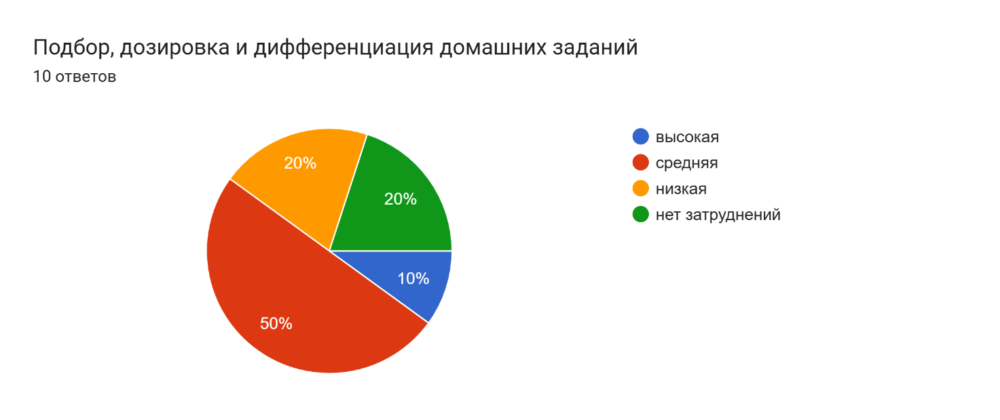 Подбор, дозировка и дифференциация домашних заданий
10 ответов
высокая
средняя
низкая
нет затруднений
20%
20%
10%
50%